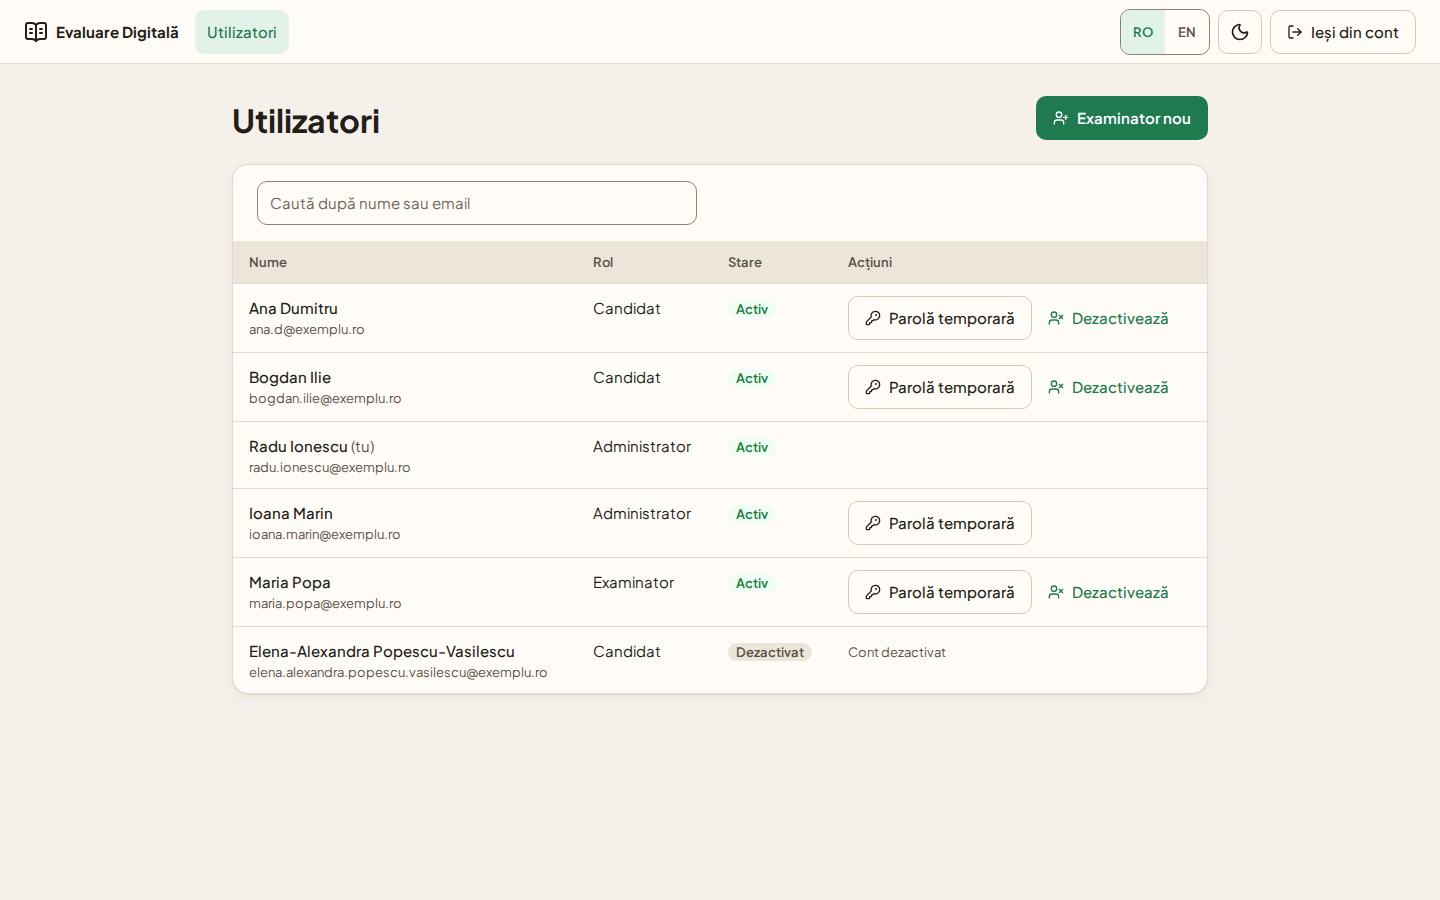 Evaluare Digitală Utilizatori RO EN Ieși din cont
Utilizatori Examinator nou
Caută după nume sau email
Nume Rol Stare Acțiuni
Ana Dumitru Candidat Activ Parolă temporară Dezactivează
ana.d@exemplu.ro
Bogdan Ilie Candidat Activ Parolă temporară Dezactivează
bogdan.ilie@exemplu.ro
Radu Ionescu (tu) Administrator Activ
radu.ionescu@exemplu.ro
Ioana Marin Administrator Activ Parolă temporară
ioana.marin@exemplu.ro
Maria Popa Examinator Activ Parolă temporară Dezactivează
maria.popa@exemplu.ro
Elena-Alexandra Popescu-Vasilescu Candidat Dezactivat Cont dezactivat
elena.alexandra.popescu.vasilescu@exemplu.ro